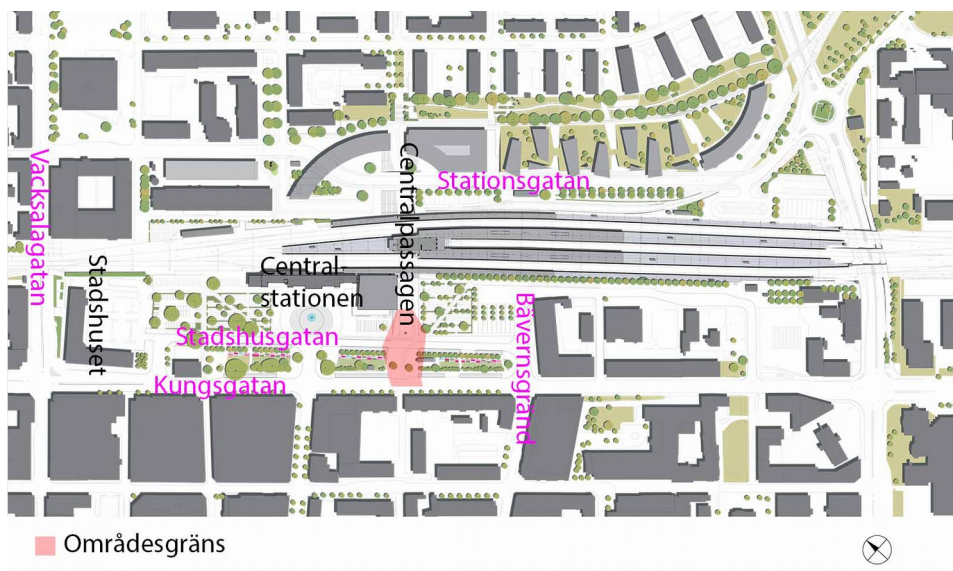 Vacksalagatan
Stadshuset
Centralpassagen
Stationsgatan
Central-
stationen
Stadshusgatan
Kungsgatan
Bävernsgränd
Områdesgräns